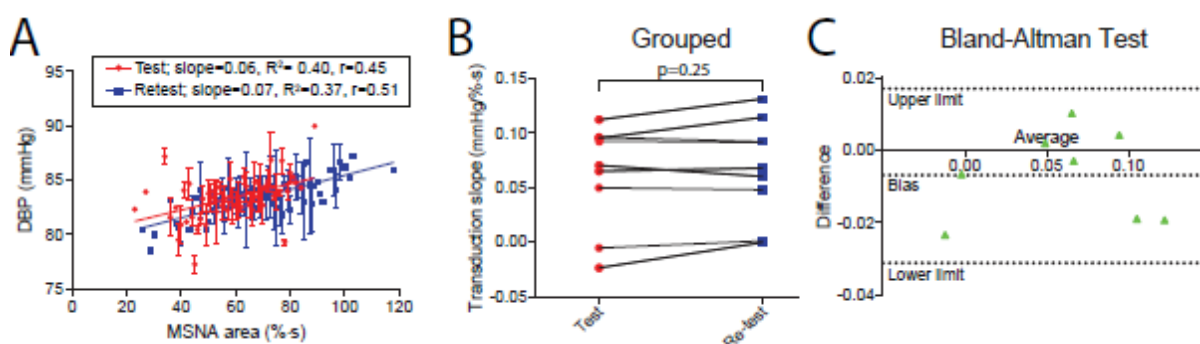 A
Test; slope=0.06, R²= 0.40, r=0.45
Retest; slope=0.07, R²=0.37, r=0.51
95
90
85
80
75
DBP (mmHg)
0
20
40
60
80
100
120
MSNA area (%·s)
B
Grouped
p=0.25
0.15
0.10
0.05
0.00
-0.05
Transduction slope (mmHg/%·s)
Test
Re-test
C
Bland-Altman Test
0.02
0.00
-0.02
-0.04
Difference
Upper limit
Average
0.00
0.05
0.10
Bias
Lower limit